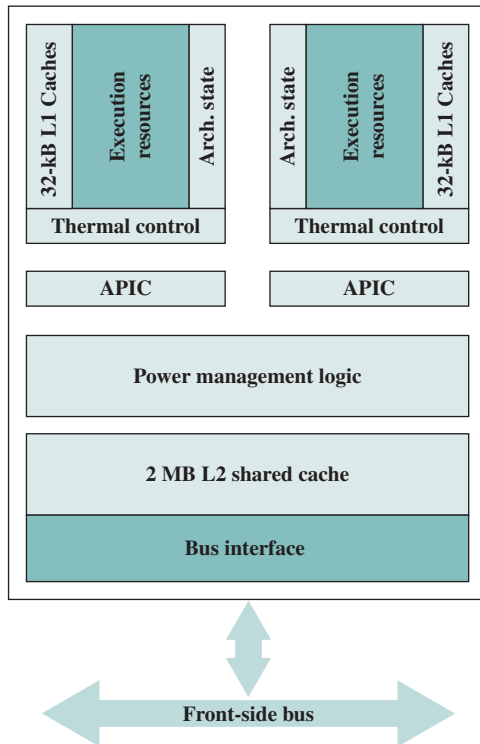 32-kB L1 Caches
Execution
resources
Arch. state
Thermal control
Arch. state
Execution
resources
32-kB L1 Caches
Thermal control
APIC
APIC
Power management logic
2 MB L2 shared cache
Bus interface
Front-side bus